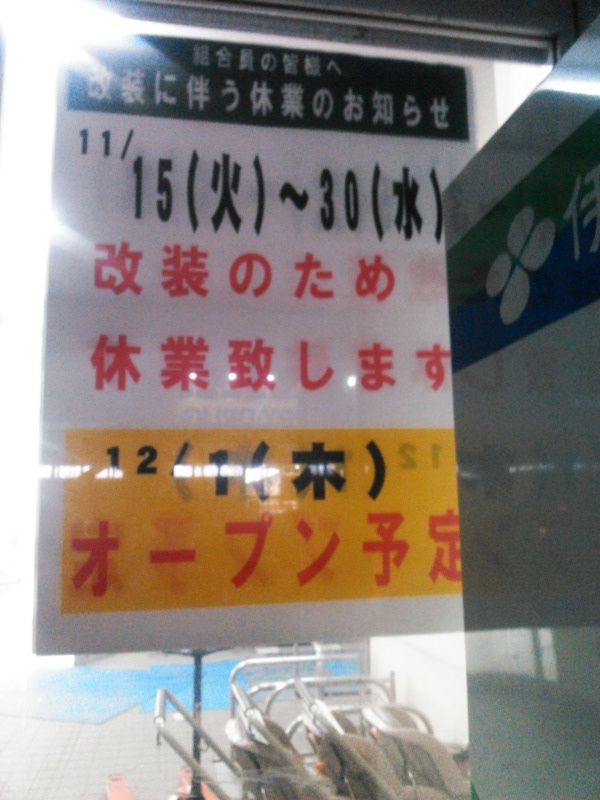 組合員の皆様へ
改装に伴う休業のお知らせ
11/15(火)～30(水)
改装のため
休業致します
12/1(木)
オープン予定
伊